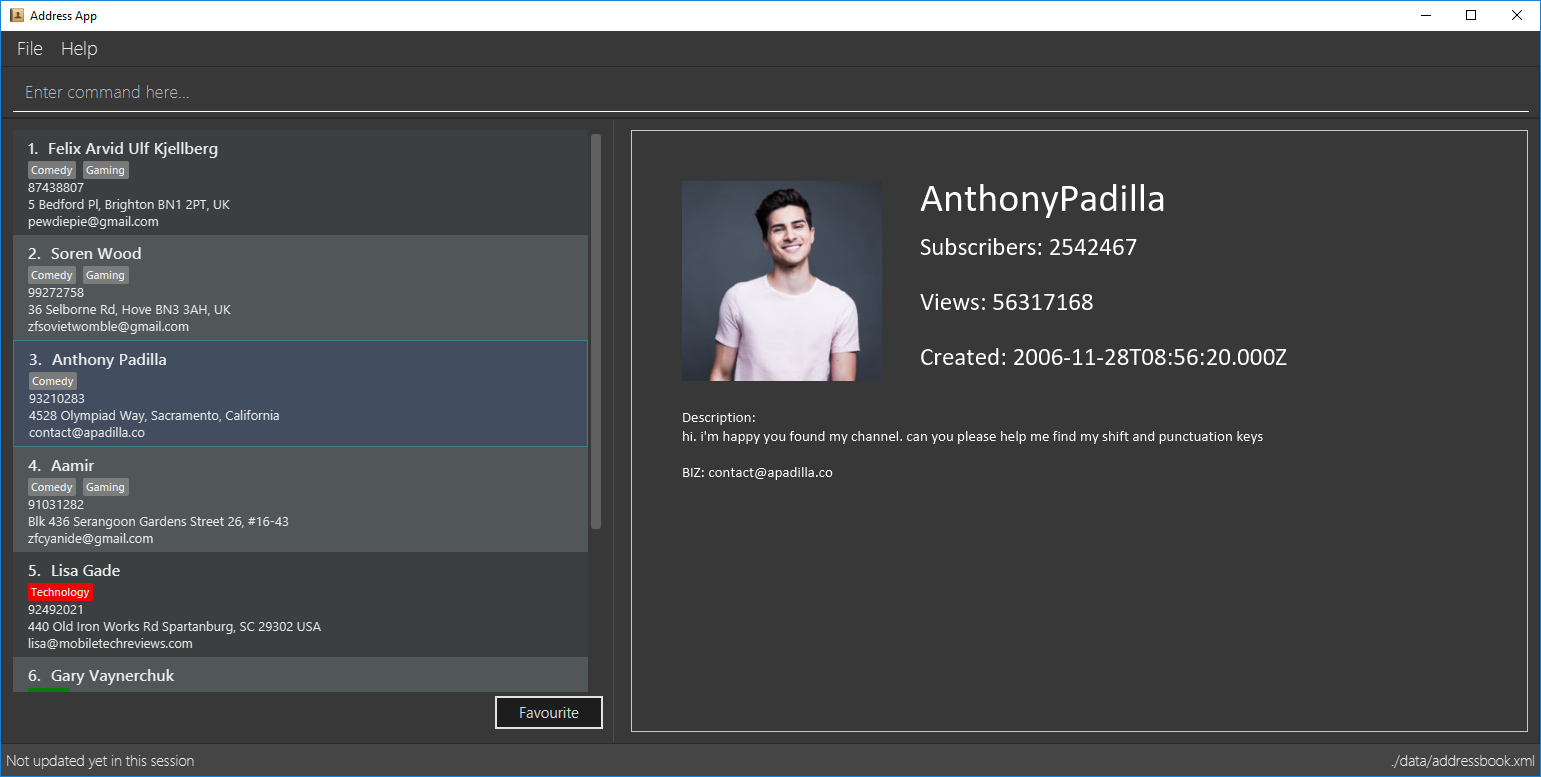 Address App
File Help
Enter command here...
1. Felix Arvid Ulf Kjellberg
Comedy Gaming
87438807
5 Bedford Pl, Brighton BN1 2PT, UK
pewdiepie@gmail.com
2. Soren Wood
Comedy Gaming
99272758
36 Selborne Rd, Hove BN3 3AH, UK
zfsovietwomble@gmail.com
3. Anthony Padilla
Comedy
93210283
4528 Olympiad Way, Sacramento, California
contact@apadilla.co
4. Aamir
Comedy Gaming
91031282
Blk 436 Serangoon Gardens Street 26, #16-43
zfcyanide@gmail.com
5. Lisa Gade
Technology
92492021
440 Old Iron Works Rd Spartanburg, SC 29302 USA
lisa@mobiletechreviews.com
6. Gary Vaynerchuk
Favourite
AnthonyPadilla
Subscribers: 2542467
Views: 56317168
Created: 2006-11-28T08:56:20.000Z
Description:
hi. i'm happy you found my channel. can you please help me find my shift and punctuation keys
BIZ: contact@apadilla.co
Not updated yet in this session
./data/addressbook.xml